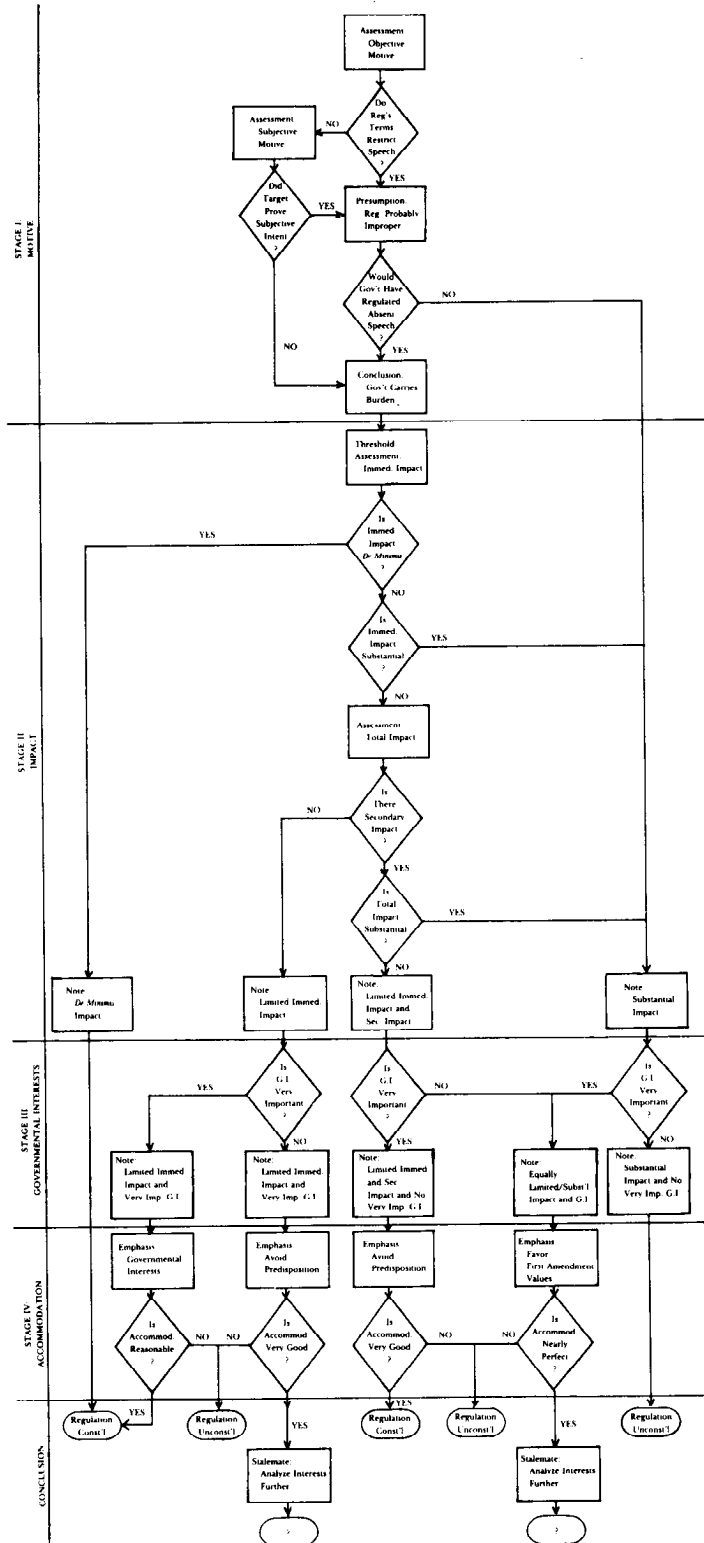 Assessment
Objective
Motive
Do
Reg's
Terms
Restrict
Speech
?
NO
YES
Assessment
Subjective
Motive
Did
Target
Prove
Subjective
Intent
?
YES
NO
Presumption:
Reg Probably
Improper
Would
Gov't Have
Regulated
Absent
Speech
?
NO
YES
Conclusion:
Gov't Carries
Burden
STAGE I
MOTIVE
Threshold
Assessment:
Immed. Impact
Is
Immed
Impact
De Minimis
?
YES
NO
Is
Immed.
Impact
Substantial
?
YES
NO
Assessment
Total Impact
Is
There
Secondary
Impact
?
NO
YES
Is
Total
Impact
Substantial
?
YES
NO
STAGE II
IMPACT
Note
De Minimis
Impact
Note
Limited Immed.
Impact
Note:
Limited Immed.
Impact and
Sec Impact
Note
Substantial
Impact
STAGE III
GOVERNMENTAL INTERESTS
Is
G.I.
Very
Important
?
YES
NO
Is
G.I.
Very
Important
?
NO
YES
Is
G.I.
Very
Important
?
YES
NO
Note:
Limited Immed
Impact and
Very Imp. G.I
Note:
Limited Immed.
Impact and
Very Imp. G.I
Note:
Limited Immed
and Sec
Impact and No
Very Imp. G.I
Note:
Equally
Limited/Subst'l
Impact and G.I
Note:
Substantial
Impact and No
Very Imp. G.I
STAGE IV
ACCOMMODATION
Emphasis
Governmental
Interests
Emphasis
Avoid
Predisposition
Emphasis
Avoid
Predisposition
Emphasis
Favor
First Amendment
Values
Is
Accommod.
Reasonable
?
NO
YES
Is
Accommod
Very Good
?
NO
YES
Is
Accommod.
Very Good
?
NO
YES
Is
Accommod
Nearly
Perfect
?
NO
YES
CONCLUSION
Regulation
Const'l
Regulation
Unconst'l
Regulation
Const'l
Regulation
Unconst'l
Regulation
Unconst'l
Stalemate:
Analyze Interests
Further
Stalemate:
Analyze Interests
Further
?
?